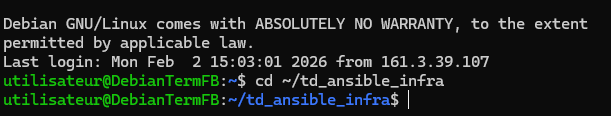 Debian GNU/Linux comes with ABSOLUTELY NO WARRANTY, to the extent
permitted by applicable law.
Last login: Mon Feb  2 15:03:01 2026 from 161.3.39.107
utilisateur@DebianTermFB:~$ cd ~/td_ansible_infra
utilisateur@DebianTermFB:~/td_ansible_infra$